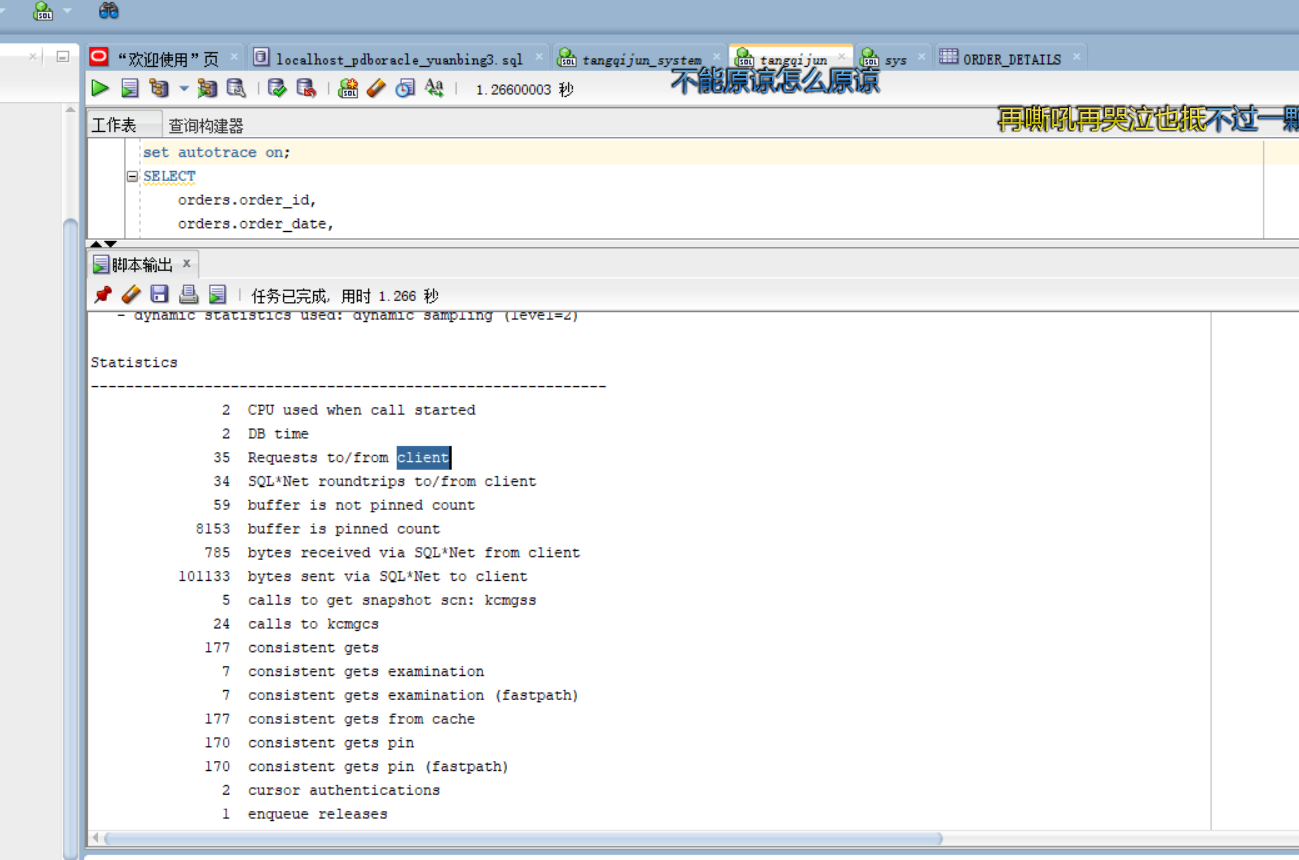 “欢迎使用”页 localhost_pdboracle_yuanbing3.sql tangqijun_system tangqijun sys ORDER_DETAILS
不能原谅怎么原谅
1.26600003 秒
再嘶吼再哭泣也抵不过一颗
工作表 查询构建器
set autotrace on;
SELECT
orders.order_id,
orders.order_date,
脚本输出
任务已完成, 用时 1.266 秒
- dynamic statistics used: dynamic sampling (level=2)
Statistics
-----------------------------------------------------------
2 CPU used when call started
2 DB time
35 Requests to/from client
34 SQL*Net roundtrips to/from client
59 buffer is not pinned count
8153 buffer is pinned count
785 bytes received via SQL*Net from client
101133 bytes sent via SQL*Net to client
5 calls to get snapshot scn: kcmgss
24 calls to kcmgcs
177 consistent gets
7 consistent gets examination
7 consistent gets examination (fastpath)
177 consistent gets from cache
170 consistent gets pin
170 consistent gets pin (fastpath)
2 cursor authentications
1 enqueue releases